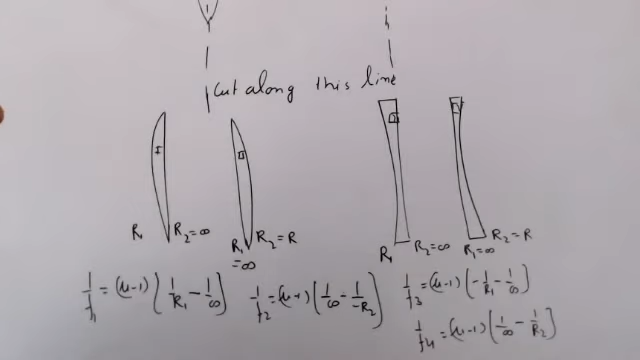 Cut along this line
I
II
III
IV
R₁ R₂=∞
R₁=∞ R₂=R
R₁ R₂=∞
R₁=∞ R₂=R
1/f₁ = (μ-1) (1/R₁ - 1/∞)
1/f₂ = (μ-1) (1/∞ - 1/-R₂)
1/f₃ = (μ-1) (-1/R₁ - 1/∞)
1/f₄ = (μ-1) (1/∞ - 1/R₂)